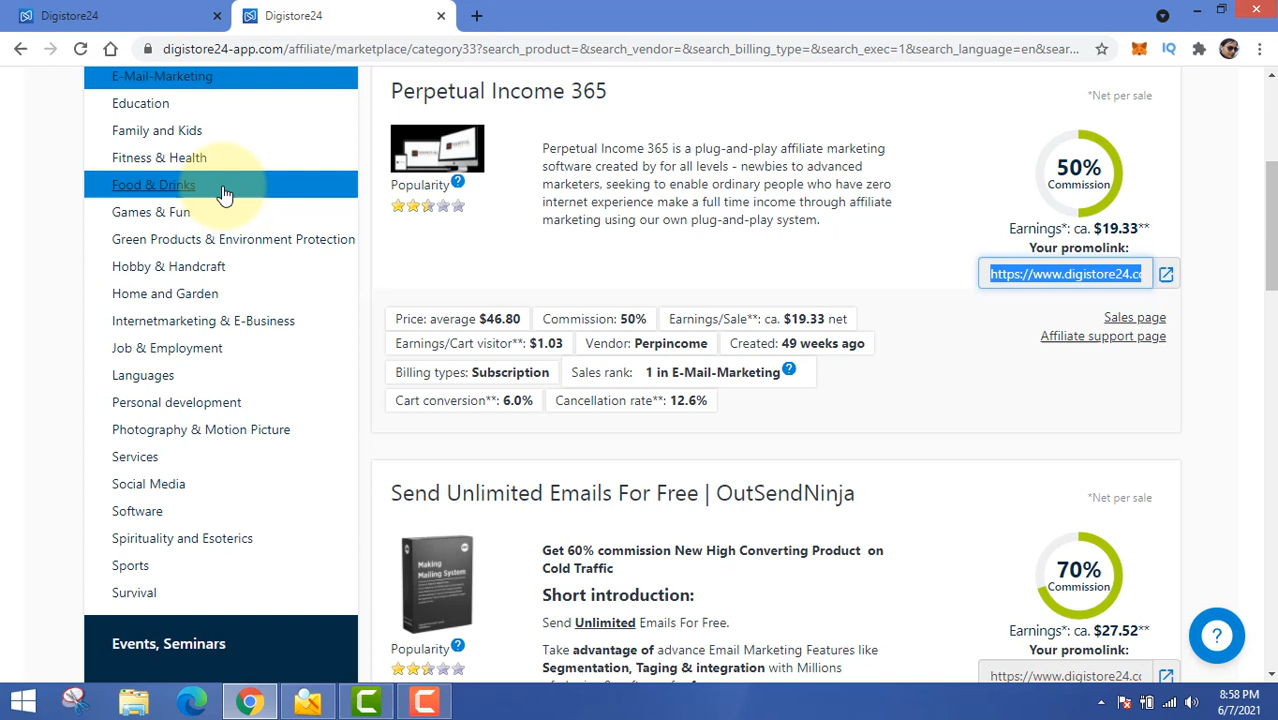 Digistore24
Digistore24
digistore24-app.com/affiliate/marketplace/category33?search_product=&search_vendor=&search_billing_type=&search_exec=1&search_language=en&sear...
IQ
E-Mail-Marketing
Education
Family and Kids
Fitness & Health
Food & Drinks
Games & Fun
Green Products & Environment Protection
Hobby & Handcraft
Home and Garden
Internetmarketing & E-Business
Job & Employment
Languages
Personal development
Photography & Motion Picture
Services
Social Media
Software
Spirituality and Esoterics
Sports
Survival
Events, Seminars
Perpetual Income 365
*Net per sale
Popularity ?
Perpetual Income 365 is a plug-and-play affiliate marketing
software created by for all levels - newbies to advanced
marketers, seeking to enable ordinary people who have zero
internet experience make a full time income through affiliate
marketing using our own plug-and-play system.
50%
Commission
Earnings*: ca. $19.33**
Your promolink:
https://www.digistore24.co
Price: average $46.80
Commission: 50%
Earnings/Sale**: ca. $19.33 net
Earnings/Cart visitor**: $1.03
Vendor: Perpincome
Created: 49 weeks ago
Billing types: Subscription
Sales rank: 1 in E-Mail-Marketing ?
Cart conversion**: 6.0%
Cancellation rate**: 12.6%
Sales page
Affiliate support page
Send Unlimited Emails For Free | OutSendNinja
*Net per sale
Making
Mailing System
Popularity ?
Get 60% commission New High Converting Product on
Cold Traffic
Short introduction:
Send Unlimited Emails For Free.
Take advantage of advance Email Marketing Features like
Segmentation, Tagging & integration with Millions
70%
Commission
Earnings*: ca. $27.52**
Your promolink:
https://www.digistore24.co
?
8:58 PM
6/7/2021